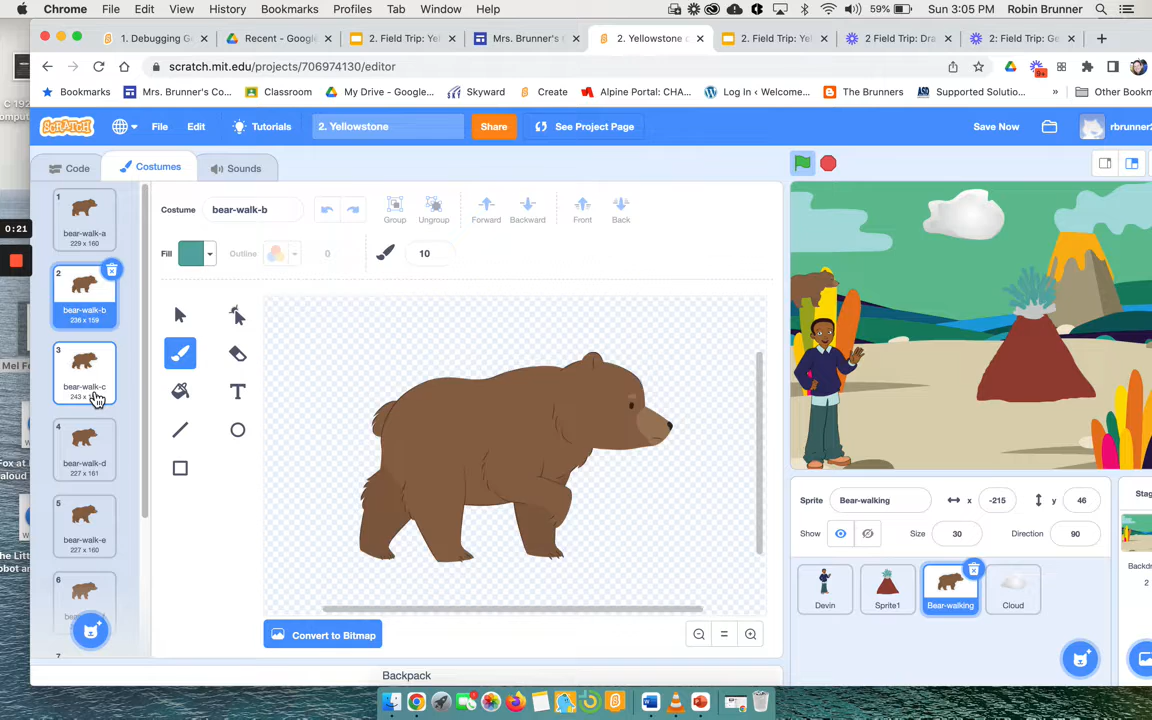 Chrome File Edit View History Bookmarks Profiles Tab Window Help 59% Sun 3:05 PM Robin Brunner
1. Debugging G Recent - Google 2. Field Trip: Yel Mrs. Brunner's 2. Yellowstone 2. Field Trip: Ye 2 Field Trip: Dra 2: Field Trip: Ge
scratch.mit.edu/projects/706974130/editor
9+
Bookmarks Mrs. Brunner's Co... Classroom My Drive - Google... Skyward Create Alpine Portal: CHA... Log In ‹ Welcome... The Brunners Supported Solutio... » Other Bookm
SCRATCH File Edit Tutorials 2. Yellowstone Share See Project Page Save Now rbrunner2
Code Costumes Sounds
Costume bear-walk-b Group Ungroup Forward Backward Front Back
Fill Outline 0 10
0:21
1
bear-walk-a
229 x 160
2
bear-walk-b
236 x 159
3
bear-walk-c
4
bear-walk-d
227 x 161
5
bear-walk-e
227 x 160
6
7
Convert to Bitmap
Backpack
Sprite Bear-walking x -215 y 46
Show Size 30 Direction 90
Devin Sprite1 Bear-walking Cloud
Stag
Backdr
2